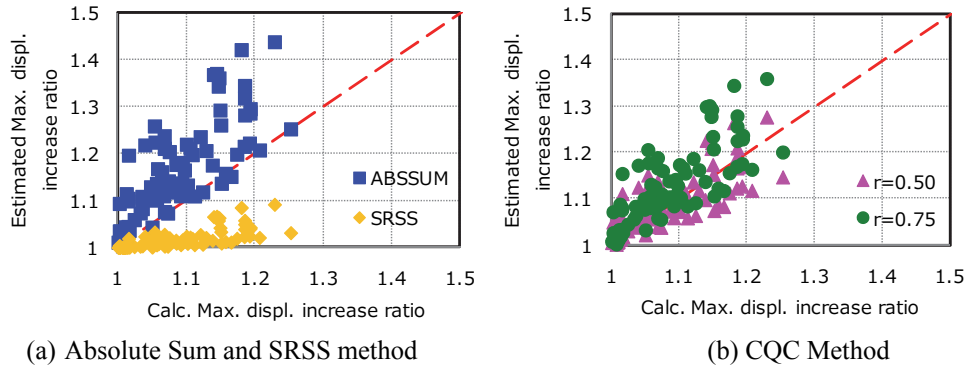 1.5
1.4
1.3
1.2
1.1
1
Estimated Max. displ.
increase ratio
ABSSUM
SRSS
1 1.1 1.2 1.3 1.4 1.5
Calc. Max. displ. increase ratio
(a) Absolute Sum and SRSS method
1.5
1.4
1.3
1.2
1.1
1
Estimated Max. displ.
increase ratio
r=0.50
r=0.75
1 1.1 1.2 1.3 1.4 1.5
Calc. Max. displ. increase ratio
(b) CQC Method